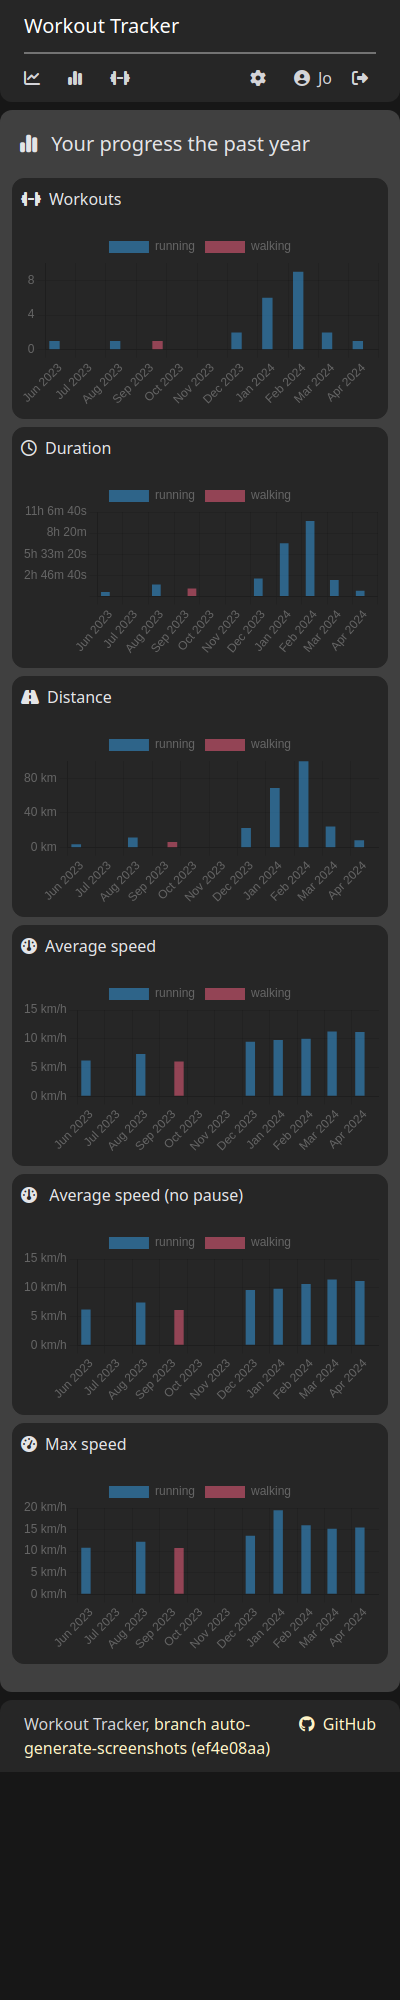 Workout Tracker
Jo
Your progress the past year
Workouts
running walking
8
4
0
Jun 2023 Jul 2023 Aug 2023 Sep 2023 Oct 2023 Nov 2023 Dec 2023 Jan 2024 Feb 2024 Mar 2024 Apr 2024
Duration
running walking
11h 6m 40s
8h 20m
5h 33m 20s
2h 46m 40s
Jun 2023 Jul 2023 Aug 2023 Sep 2023 Oct 2023 Nov 2023 Dec 2023 Jan 2024 Feb 2024 Mar 2024 Apr 2024
Distance
running walking
80 km
40 km
0 km
Jun 2023 Jul 2023 Aug 2023 Sep 2023 Oct 2023 Nov 2023 Dec 2023 Jan 2024 Feb 2024 Mar 2024 Apr 2024
Average speed
running walking
15 km/h
10 km/h
5 km/h
0 km/h
Jun 2023 Jul 2023 Aug 2023 Sep 2023 Oct 2023 Nov 2023 Dec 2023 Jan 2024 Feb 2024 Mar 2024 Apr 2024
Average speed (no pause)
running walking
15 km/h
10 km/h
5 km/h
0 km/h
Jun 2023 Jul 2023 Aug 2023 Sep 2023 Oct 2023 Nov 2023 Dec 2023 Jan 2024 Feb 2024 Mar 2024 Apr 2024
Max speed
running walking
20 km/h
15 km/h
10 km/h
5 km/h
0 km/h
Jun 2023 Jul 2023 Aug 2023 Sep 2023 Oct 2023 Nov 2023 Dec 2023 Jan 2024 Feb 2024 Mar 2024 Apr 2024
Workout Tracker, branch auto-
generate-screenshots (ef4e08aa)
GitHub